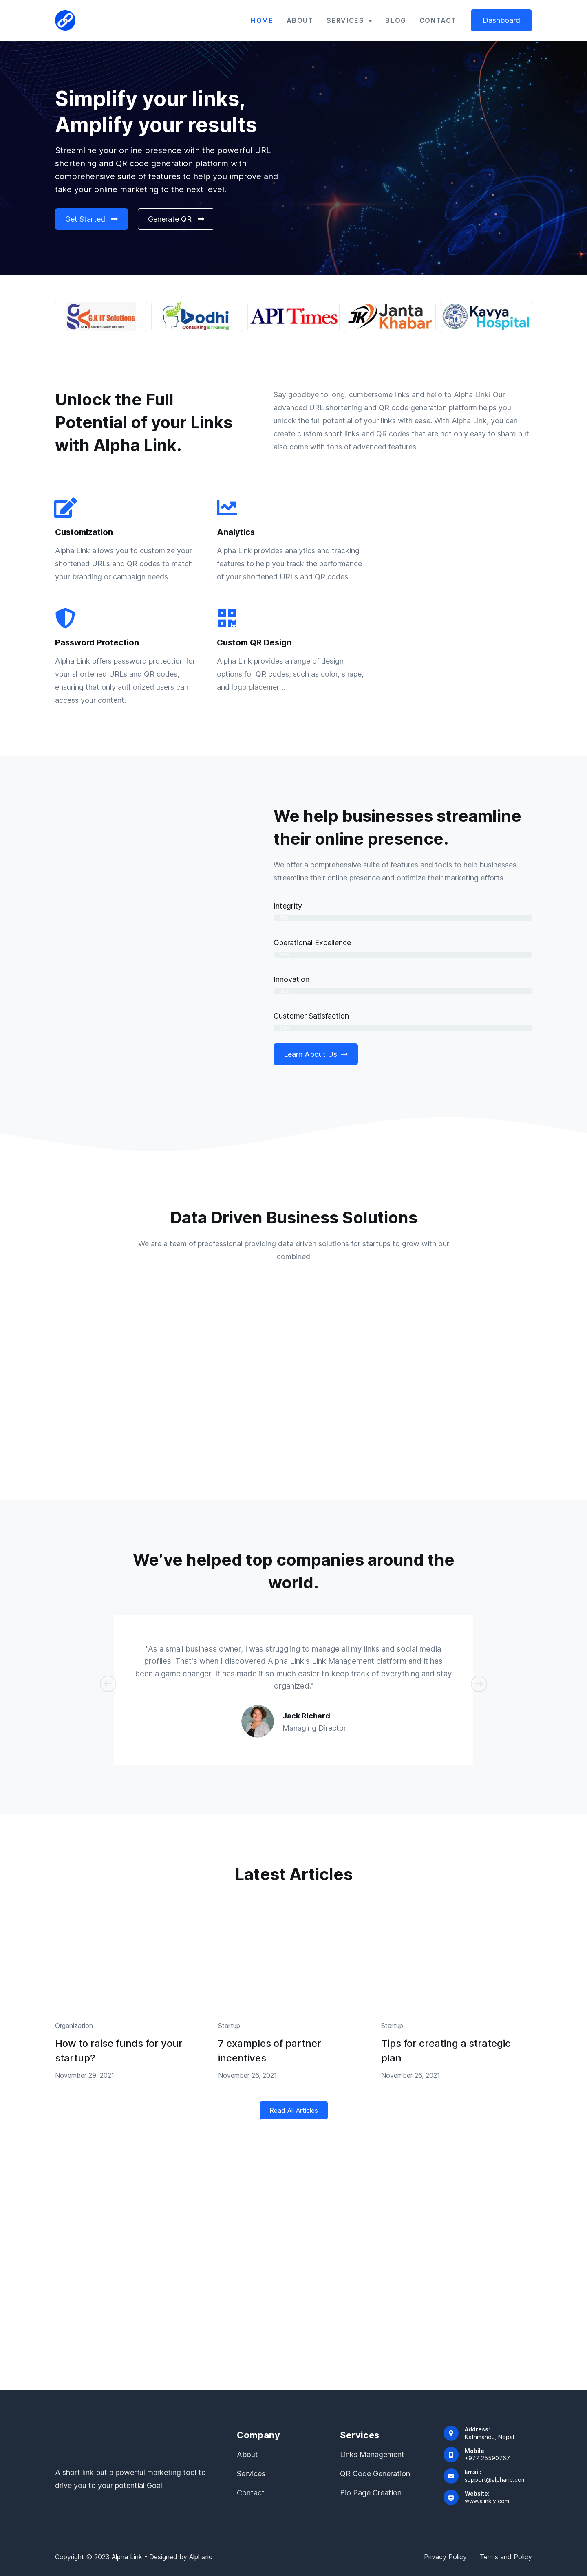 HOME
ABOUT
SERVICES
BLOG
CONTACT
Dashboard
Simplify your links,
Amplify your results
Streamline your online presence with the powerful URL
shortening and QR code generation platform with
comprehensive suite of features to help you improve and
take your online marketing to the next level.
Get Started
Generate QR
G.K IT Solutions
bodhi
Consulting & Training
API Times
JK Janta
Khabar
Kavya
Hospital
Unlock the Full
Potential of your Links
with Alpha Link.
Say goodbye to long, cumbersome links and hello to Alpha Link! Our
advanced URL shortening and QR code generation platform helps you
unlock the full potential of your links with ease. With Alpha Link, you can
create custom short links and QR codes that are not only easy to share but
also come with tons of advanced features.
Customization
Alpha Link allows you to customize your
shortened URLs and QR codes to match
your branding or campaign needs.
Analytics
Alpha Link provides analytics and tracking
features to help you track the performance
of your shortened URLs and QR codes.
Password Protection
Alpha Link offers password protection for
your shortened URLs and QR codes,
ensuring that only authorized users can
access your content.
Custom QR Design
Alpha Link provides a range of design
options for QR codes, such as color, shape,
and logo placement.
We help businesses streamline
their online presence.
We offer a comprehensive suite of features and tools to help businesses
streamline their online presence and optimize their marketing efforts.
Integrity
Operational Excellence
Innovation
Customer Satisfaction
Learn About Us
Data Driven Business Solutions
We are a team of preofessional providing data driven solutions for startups to grow with our
combined
We've helped top companies around the
world.
"As a small business owner, I was struggling to manage all my links and social media
profiles. That's when I discovered Alpha Link's Link Management platform and it has
been a game changer. It has made it so much easier to keep track of everything and stay
organized."
Jack Richard
Managing Director
Latest Articles
Organization
How to raise funds for your
startup?
November 29, 2021
Startup
7 examples of partner
incentives
November 26, 2021
Startup
Tips for creating a strategic
plan
November 26, 2021
Read All Articles
A short link but a powerful marketing tool to
drive you to your potential Goal.
Company
About
Services
Contact
Services
Links Management
QR Code Generation
Bio Page Creation
Address:
Kathmandu, Nepal
Mobile:
+977 25590767
Email:
support@alpharic.com
Website:
www.alinkly.com
Copyright © 2023 Alpha Link - Designed by Alpharic
Privacy Policy
Terms and Policy